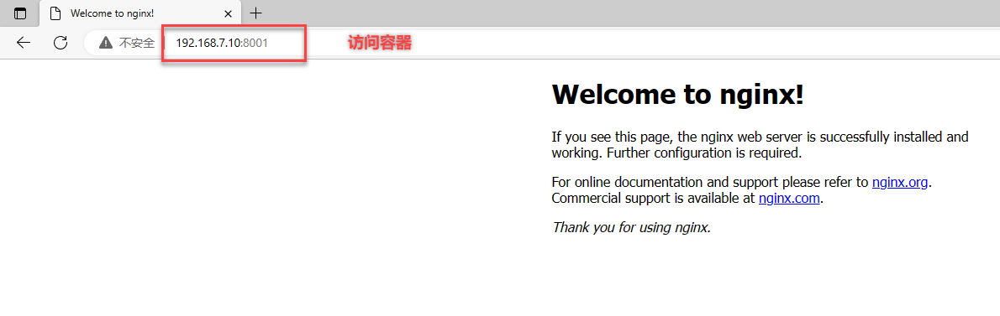 Welcome to nginx!
不安全 192.168.7.10:8001 访问容器
Welcome to nginx!
If you see this page, the nginx web server is successfully installed and
working. Further configuration is required.
For online documentation and support please refer to nginx.org.
Commercial support is available at nginx.com.
Thank you for using nginx.